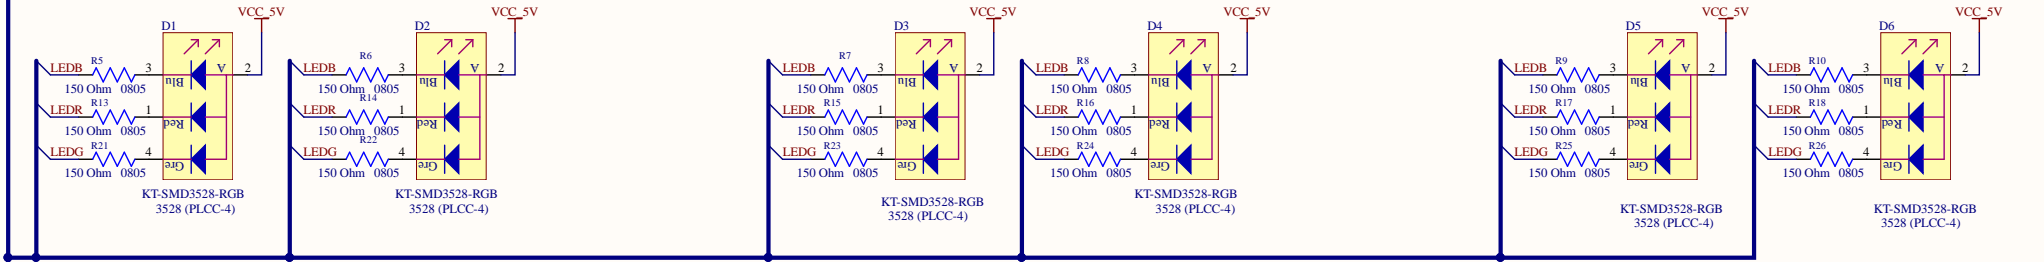 VCC_5V VCC_5V VCC_5V VCC_5V VCC_5V VCC_5V
D1 D2 D3 D4 D5 D6
LEDB R5 3 Blu A 2 LEDB R6 3 Blu A 2 LEDB R7 3 Blu A 2 LEDB R8 3 Blu A 2 LEDB R9 3 Blu A 2 LEDB R10 3 Blu A 2
150 Ohm 0805 150 Ohm 0805 150 Ohm 0805 150 Ohm 0805 150 Ohm 0805 150 Ohm 0805
LEDR R13 1 Red LEDR R14 1 Red LEDR R15 1 Red LEDR R16 1 Red LEDR R17 1 Red LEDR R18 1 Red
150 Ohm 0805 150 Ohm 0805 150 Ohm 0805 150 Ohm 0805 150 Ohm 0805 150 Ohm 0805
LEDG R21 4 Gre LEDG R22 4 Gre LEDG R23 4 Gre LEDG R24 4 Gre LEDG R25 4 Gre LEDG R26 4 Gre
150 Ohm 0805 150 Ohm 0805 150 Ohm 0805 150 Ohm 0805 150 Ohm 0805 150 Ohm 0805
KT-SMD3528-RGB KT-SMD3528-RGB KT-SMD3528-RGB KT-SMD3528-RGB KT-SMD3528-RGB KT-SMD3528-RGB
3528 (PLCC-4) 3528 (PLCC-4) 3528 (PLCC-4) 3528 (PLCC-4) 3528 (PLCC-4) 3528 (PLCC-4)